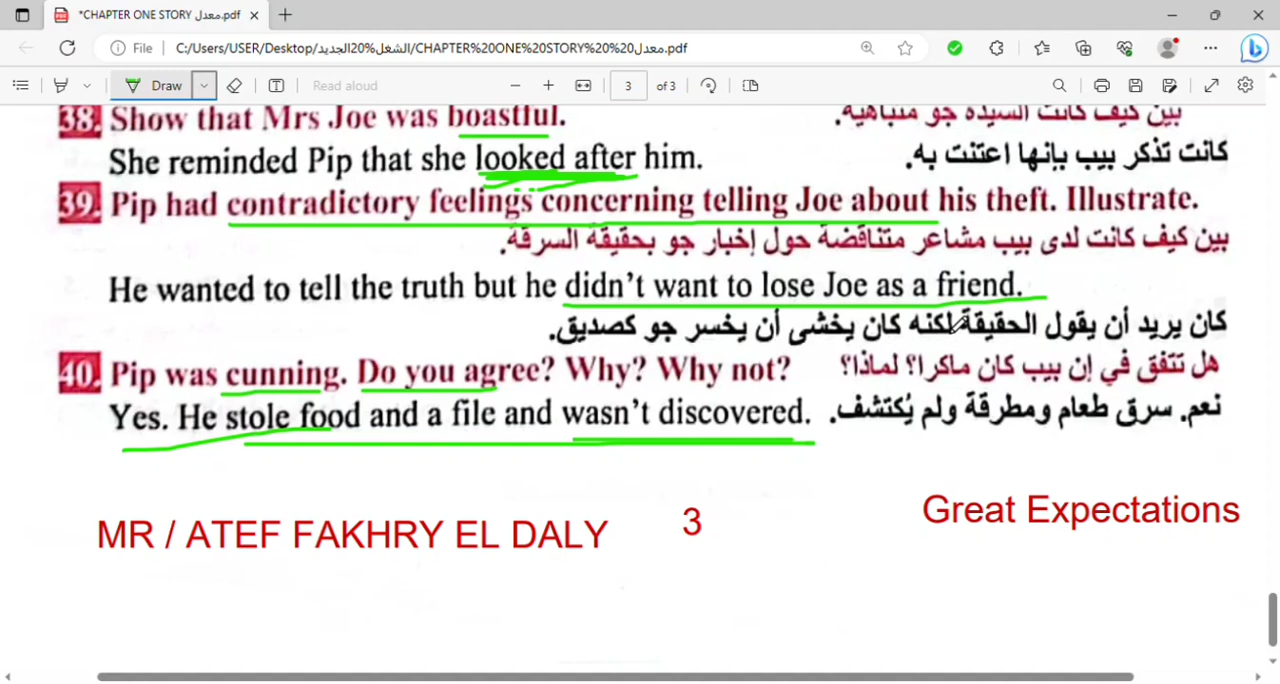 *CHAPTER ONE STORY معدل.pdf
File C:/Users/USER/Desktop/الشغل%20الجديد/CHAPTER%20ONE%20STORY%20%20معدل.pdf
Draw Read aloud 3 of 3
38. Show that Mrs Joe was boastful. بين كيف كانت السيده جو متباهيه.
She reminded Pip that she looked after him. كانت تذكر بيب بإنها اعتنت به.
39. Pip had contradictory feelings concerning telling Joe about his theft. Illustrate.
بين كيف كانت لدى بيب مشاعر متناقضة حول إخبار جو بحقيقة السرقة.
He wanted to tell the truth but he didn't want to lose Joe as a friend.
كان يريد أن يقول الحقيقة لكنه كان يخشى أن يخسر جو كصديق.
40. Pip was cunning. Do you agree? Why? Why not? هل تتفق في إن بيب كان ماكرا؟ لماذا؟
Yes. He stole food and a file and wasn't discovered. نعم. سرق طعام ومطرقة ولم يُكتشف.
MR / ATEF FAKHRY EL DALY 3 Great Expectations